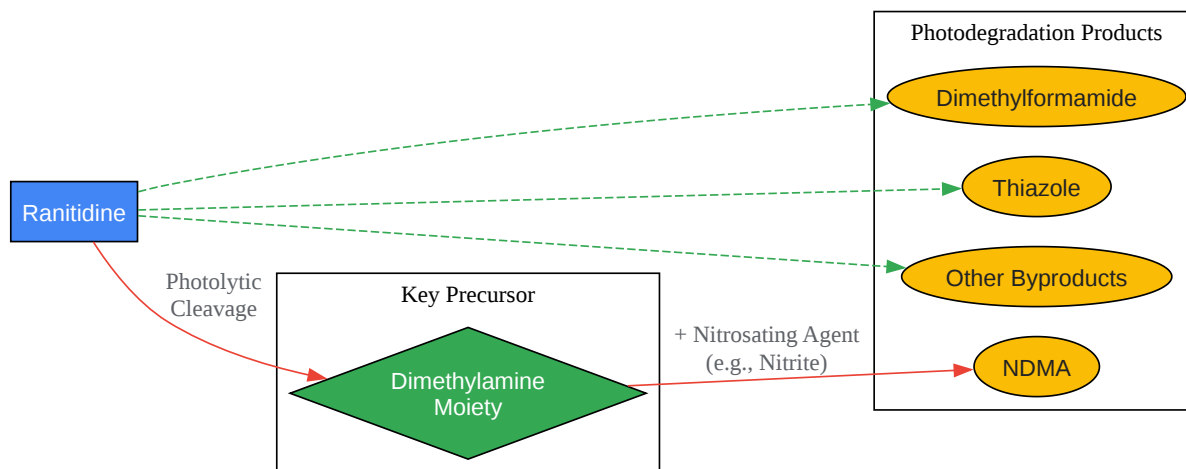 Photodegradation Products
Dimethylformamide
Thiazole
Ranitidine
Other Byproducts
Photolytic
Cleavage
Key Precursor
+ Nitrosating Agent
(e.g., Nitrite)
NDMA
Dimethylamine
Moiety